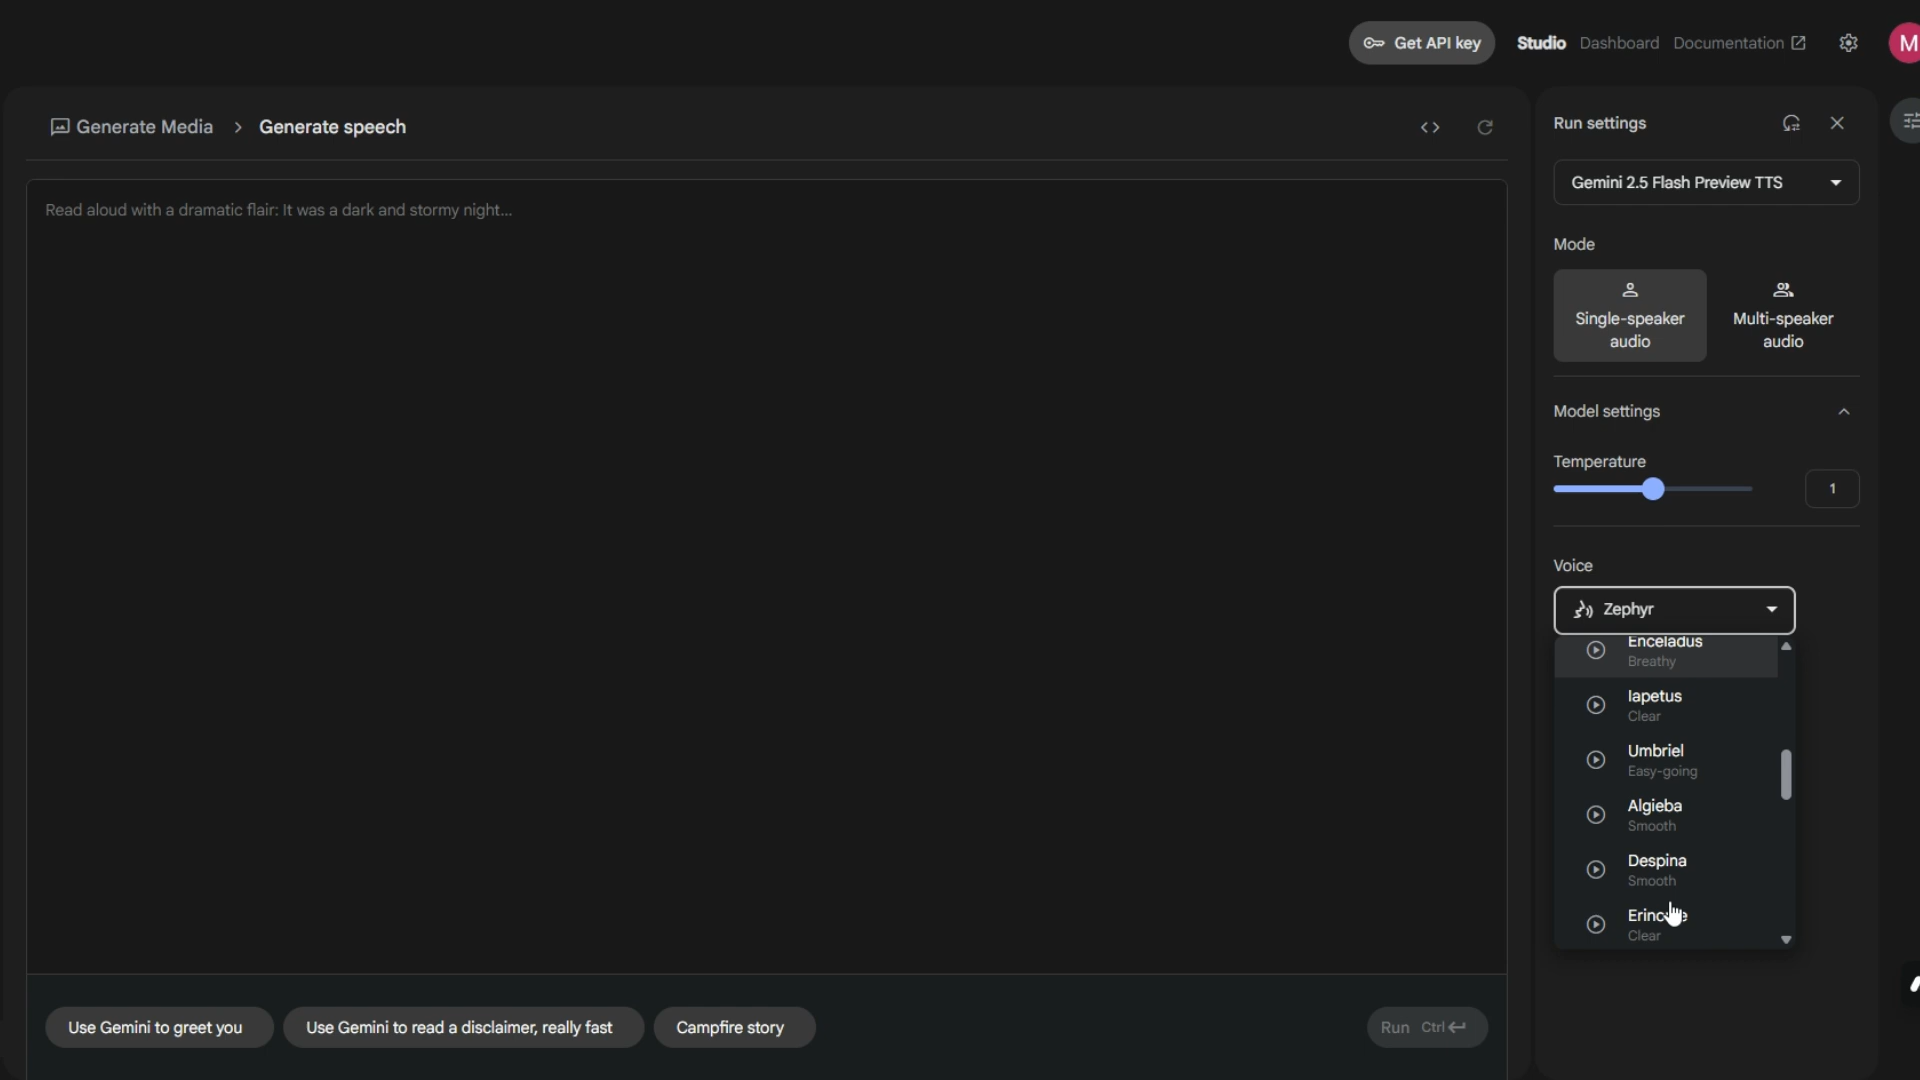 Get API key
Studio
Dashboard
Documentation
M
Generate Media > Generate speech
Read aloud with a dramatic flair: It was a dark and stormy night...
Run settings
Gemini 2.5 Flash Preview TTS
Mode
Single-speaker
audio
Multi-speaker
audio
Model settings
Temperature
1
Voice
Zephyr
Enceladus
Breathy
Iapetus
Clear
Umbriel
Easy-going
Algieba
Smooth
Despina
Smooth
Clear
Use Gemini to greet you
Use Gemini to read a disclaimer, really fast
Campfire story
Run Ctrl